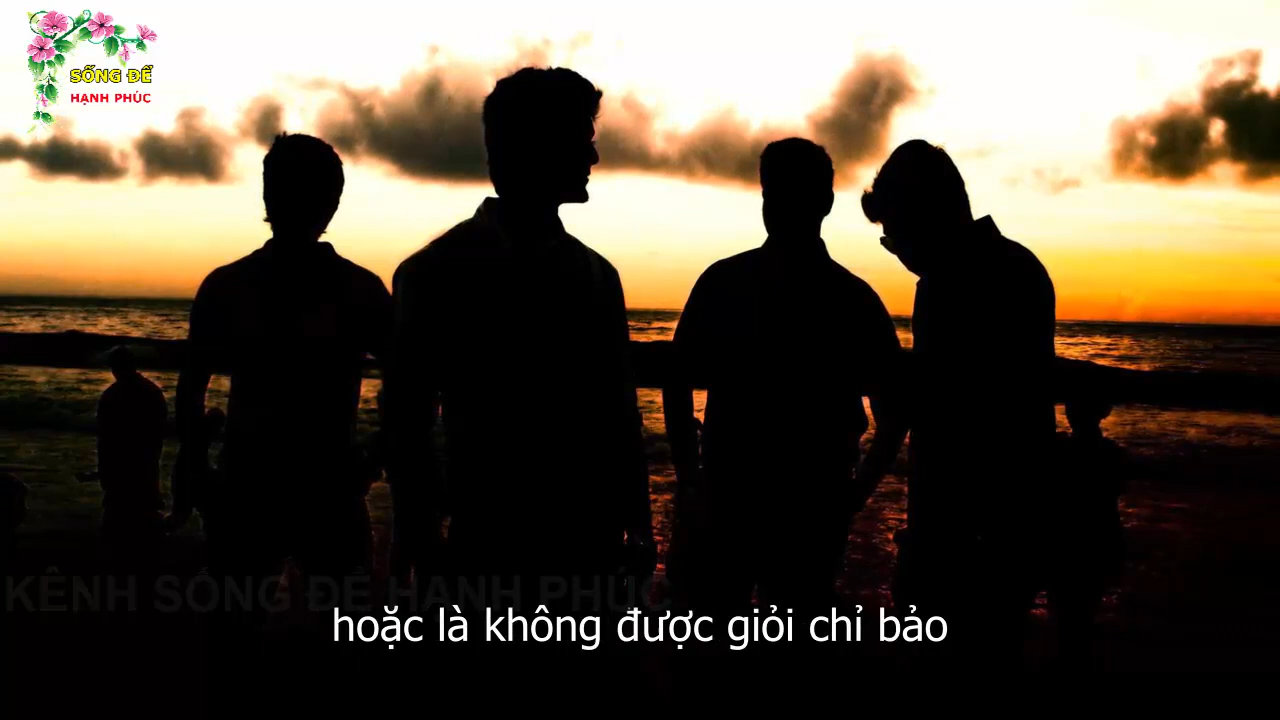 SỐNG ĐỂ
HẠNH PHÚC
KÊNH SỐNG ĐỂ HẠNH PHÚC
hoặc là không được giỏi chỉ bảo